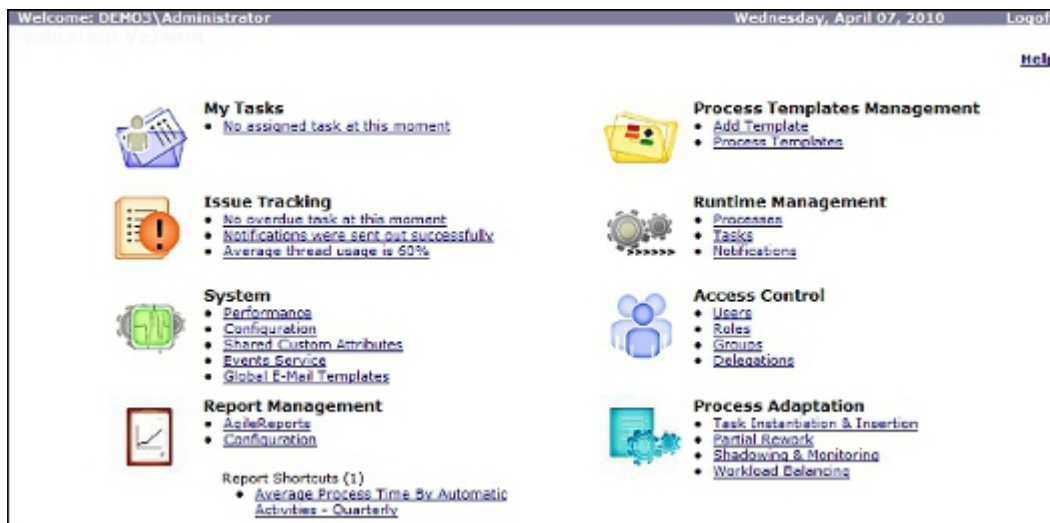 Welcome: DEMO3\Administrator
Wednesday, April 07, 2010
Logof
Evaluation Version
Help
My Tasks
No assigned task at this moment
Issue Tracking
No overdue task at this moment
Notifications were sent out successfully
Average thread usage is 60%
System
Performance
Configuration
Shared Custom Attributes
Events Service
Global E-Mail Templates
Report Management
AgileReports
Configuration
Report Shortcuts (1)
Average Process Time By Automatic
Activities - Quarterly
Process Templates Management
Add Template
Process Templates
Runtime Management
Processes
Tasks
Notifications
Access Control
Users
Roles
Groups
Delegations
Process Adaptation
Task Instantiation & Insertion
Partial Rework
Shadowing & Monitoring
Workload Balancing